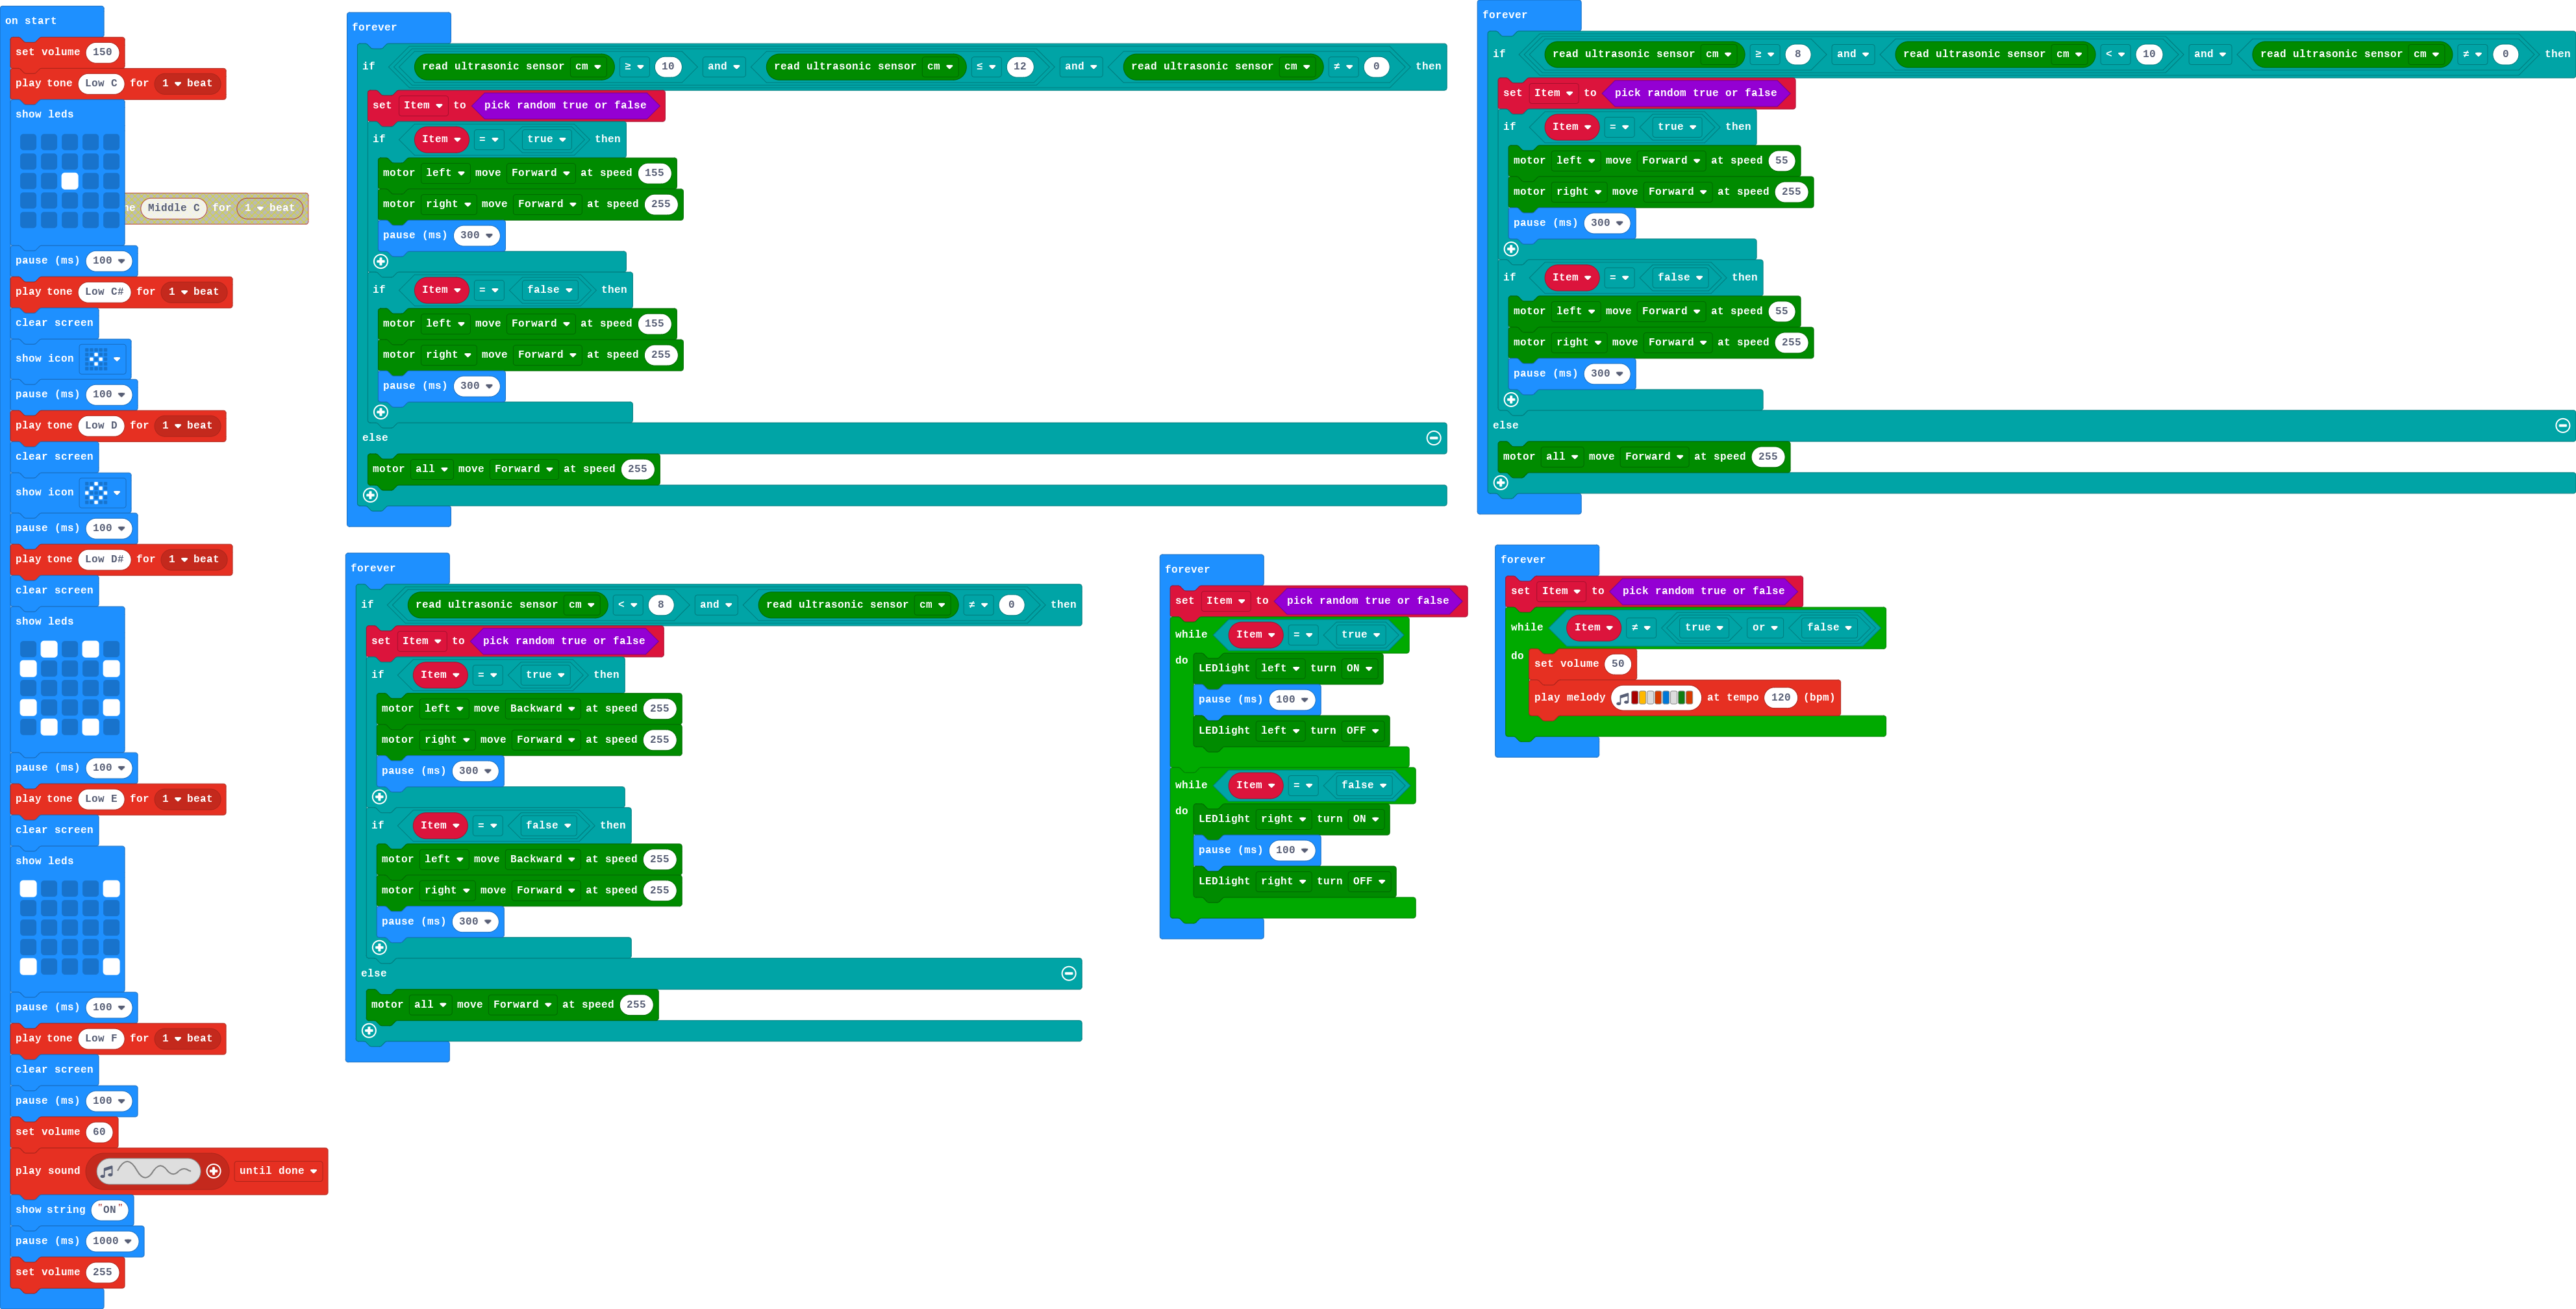 on start
set volume 150
play tone Low C for 1 beat
show leds
Middle C for 1 beat
pause (ms) 100
play tone Low C# for 1 beat
clear screen
show icon
pause (ms) 100
play tone Low D for 1 beat
clear screen
show icon
pause (ms) 100
play tone Low D# for 1 beat
clear screen
show leds
pause (ms) 100
play tone Low E for 1 beat
clear screen
show leds
pause (ms) 100
play tone Low F for 1 beat
clear screen
pause (ms) 100
set volume 60
play sound until done
show string "ON"
pause (ms) 1000
set volume 255
forever
if read ultrasonic sensor cm ≥ 10 and read ultrasonic sensor cm ≤ 12 and read ultrasonic sensor cm ≠ 0 then
set Item to pick random true or false
if Item = true then
motor left move Forward at speed 155
motor right move Forward at speed 255
pause (ms) 300
if Item = false then
motor left move Forward at speed 155
motor right move Forward at speed 255
pause (ms) 300
else
motor all move Forward at speed 255
forever
if read ultrasonic sensor cm ≥ 8 and read ultrasonic sensor cm < 10 and read ultrasonic sensor cm ≠ 0 then
set Item to pick random true or false
if Item = true then
motor left move Forward at speed 55
motor right move Forward at speed 255
pause (ms) 300
if Item = false then
motor left move Forward at speed 55
motor right move Forward at speed 255
pause (ms) 300
else
motor all move Forward at speed 255
forever
if read ultrasonic sensor cm < 8 and read ultrasonic sensor cm ≠ 0 then
set Item to pick random true or false
if Item = true then
motor left move Backward at speed 255
motor right move Forward at speed 255
pause (ms) 300
if Item = false then
motor left move Backward at speed 255
motor right move Forward at speed 255
pause (ms) 300
else
motor all move Forward at speed 255
forever
set Item to pick random true or false
while Item = true
do
LEDlight left turn ON
pause (ms) 100
LEDlight left turn OFF
while Item = false
do
LEDlight right turn ON
pause (ms) 100
LEDlight right turn OFF
forever
set Item to pick random true or false
while Item ≠ true or false
do
set volume 50
play melody at tempo 120 (bpm)